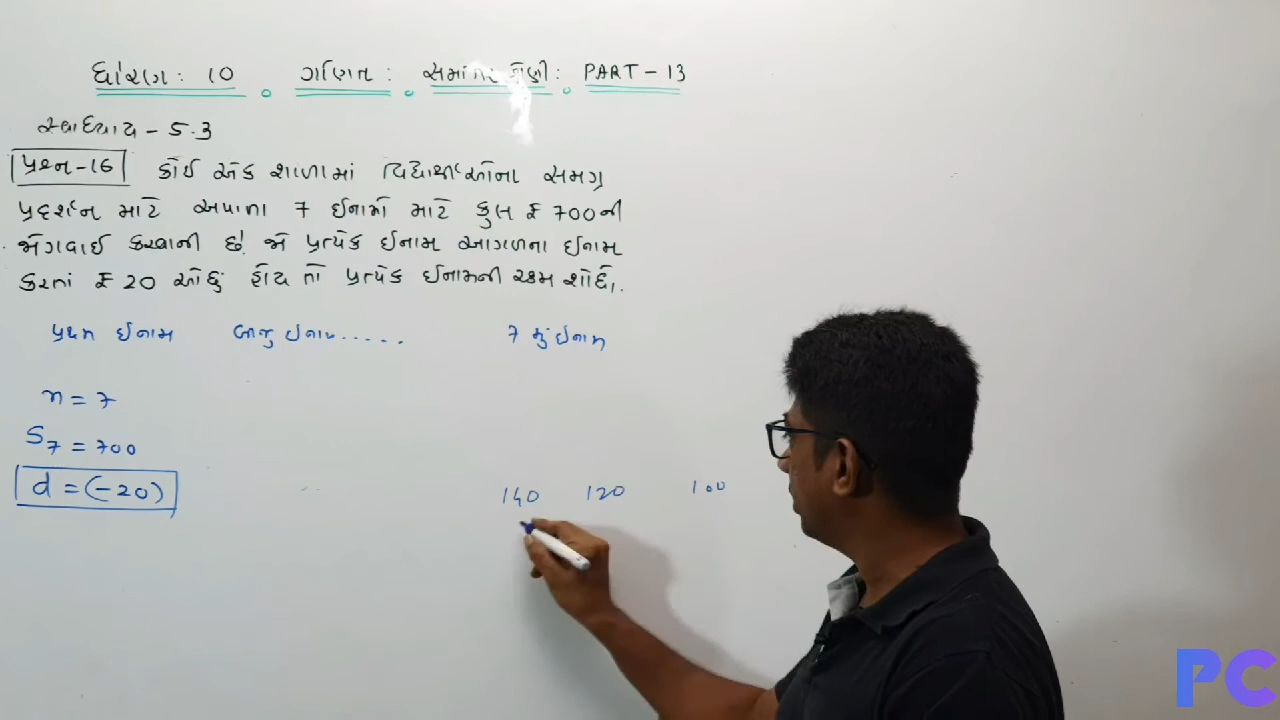 ધોરણ: 10 ગણિત: સમાંતર શ્રેણી: PART-13
સ્વાધ્યાય - 5.3
પ્રશ્ન-16 કોઈ એક શાળામાં વિદ્યાર્થીઓના સમગ્ર
પ્રદર્શન માટે અપાતા 7 ઈનામો માટે કુલ ₹ 700ની
જોગવાઈ કરવાની છે. જો પ્રત્યેક ઈનામ આગળના ઈનામ
કરતાં ₹ 20 ઓછું હોય તો પ્રત્યેક ઈનામની રકમ શોધો.
પ્રથમ ઈનામ બીજુ ઈનામ ..... 7 મું ઈનામ
n = 7
S7 = 700
d = (-20)
140 120 100
PC